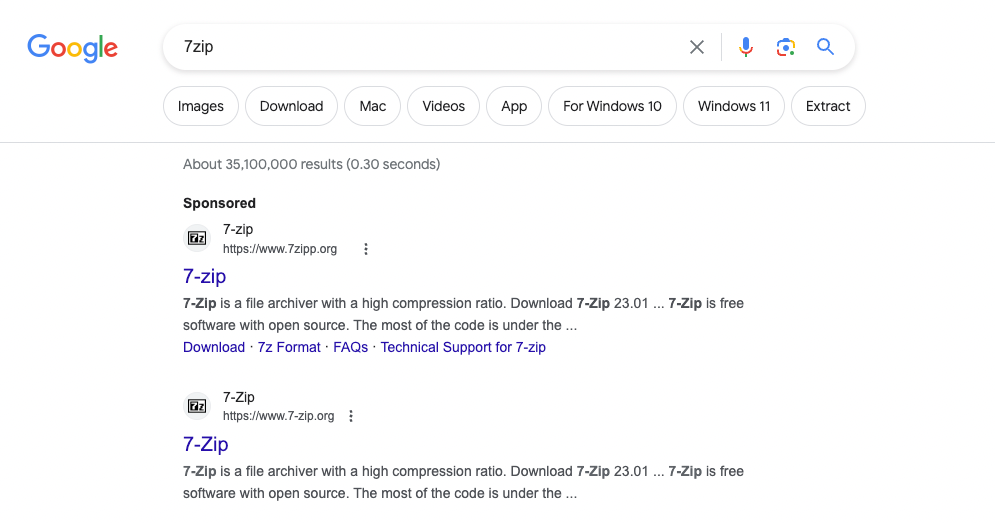 Google
7zip
Images Download Mac Videos App For Windows 10 Windows 11 Extract
About 35,100,000 results (0.30 seconds)
Sponsored
7z
7-zip
https://www.7zipp.org
7-zip
7-Zip is a file archiver with a high compression ratio. Download 7-Zip 23.01 ... 7-Zip is free
software with open source. The most of the code is under the ...
Download · 7z Format · FAQs · Technical Support for 7-zip
7z
7-Zip
https://www.7-zip.org
7-Zip
7-Zip is a file archiver with a high compression ratio. Download 7-Zip 23.01 ... 7-Zip is free
software with open source. The most of the code is under the ...